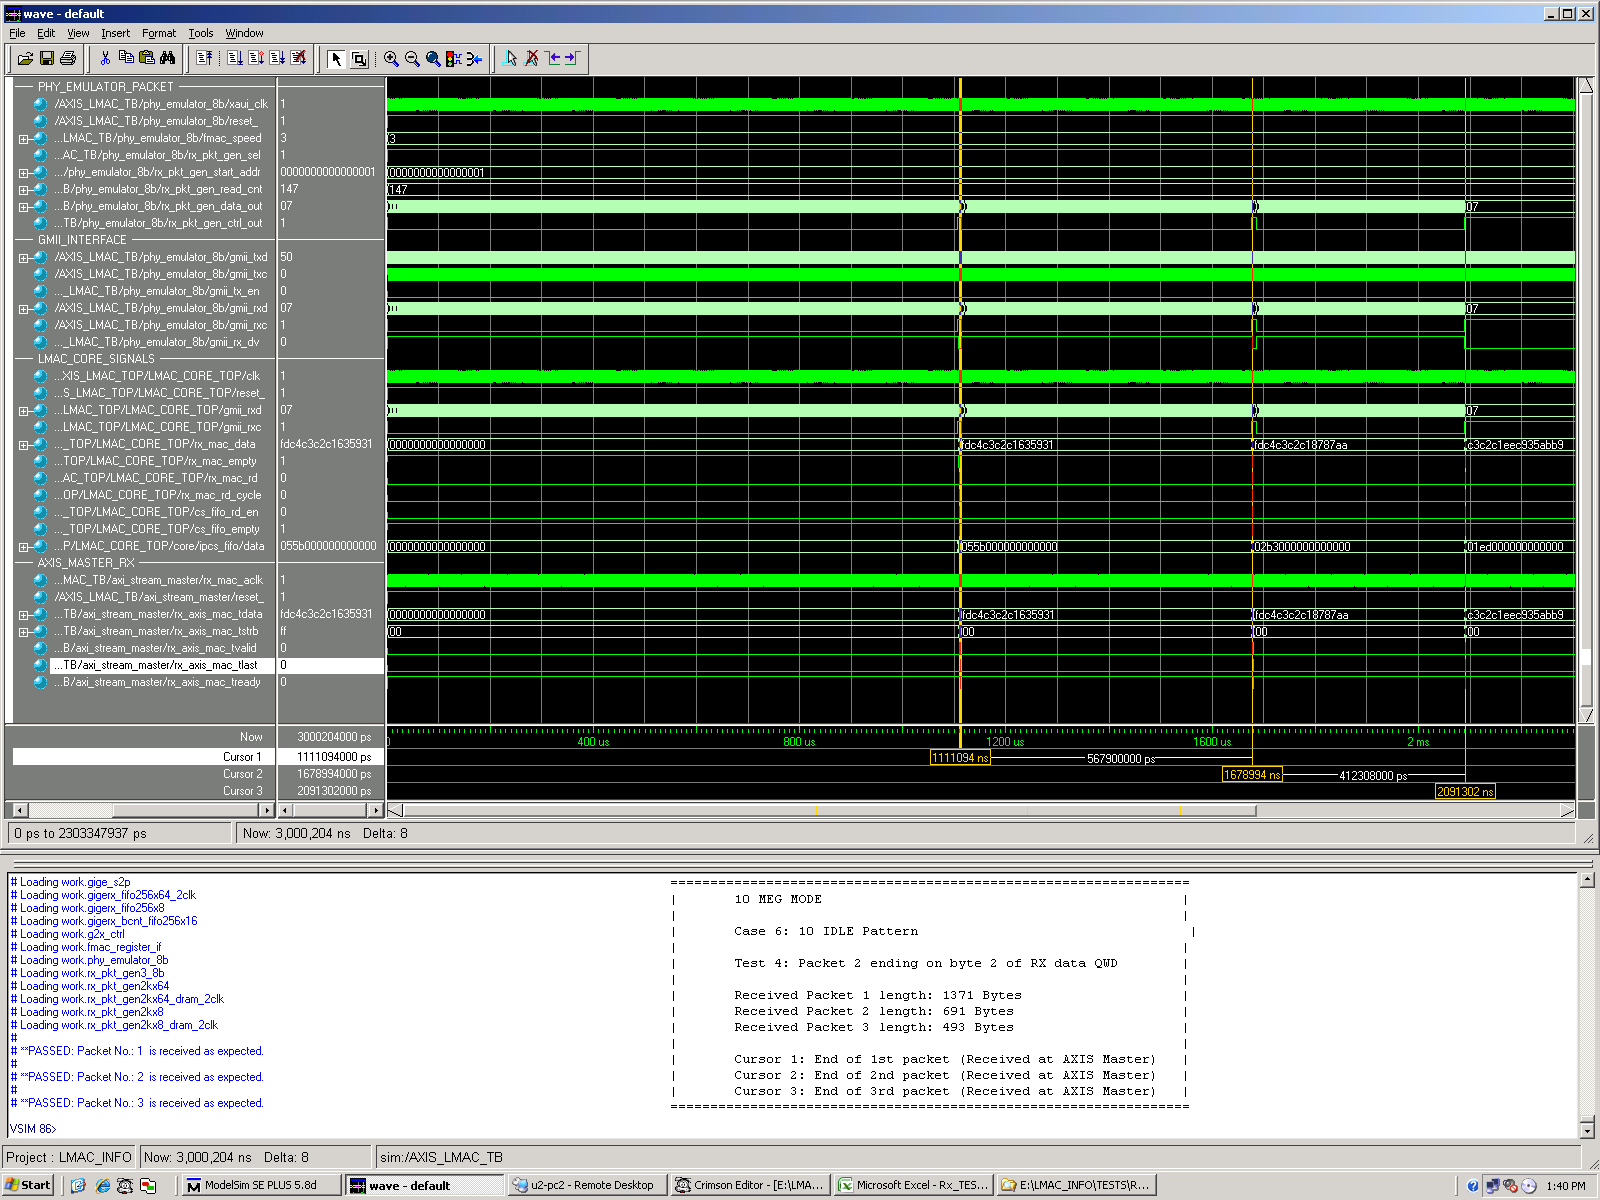 wave - default
File Edit View Insert Format Tools Window
PHY_EMULATOR_PACKET
/AXIS_LMAC_TB/phy_emulator_8b/xaui_clk 1
/AXIS_LMAC_TB/phy_emulator_8b/reset_ 1
...LMAC_TB/phy_emulator_8b/fmac_speed 3 3
...AC_TB/phy_emulator_8b/rx_pkt_gen_sel 1
.../phy_emulator_8b/rx_pkt_gen_start_addr 0000000000000001 0000000000000001
...B/phy_emulator_8b/rx_pkt_gen_read_cnt 147 147
...B/phy_emulator_8b/rx_pkt_gen_data_out 07 07
...TB/phy_emulator_8b/rx_pkt_gen_ctrl_out 1
GMII_INTERFACE
/AXIS_LMAC_TB/phy_emulator_8b/gmii_txd 50
/AXIS_LMAC_TB/phy_emulator_8b/gmii_txc 0
..._LMAC_TB/phy_emulator_8b/gmii_tx_en 0
/AXIS_LMAC_TB/phy_emulator_8b/gmii_rxd 07 07
/AXIS_LMAC_TB/phy_emulator_8b/gmii_rxc 1
..._LMAC_TB/phy_emulator_8b/gmii_rx_dv 0
LMAC_CORE_SIGNALS
...XIS_LMAC_TOP/LMAC_CORE_TOP/clk 1
...S_LMAC_TOP/LMAC_CORE_TOP/reset_ 1
...LMAC_TOP/LMAC_CORE_TOP/gmii_rxd 07 07
...LMAC_TOP/LMAC_CORE_TOP/gmii_rxc 1
..._TOP/LMAC_CORE_TOP/rx_mac_data fdc4c3c2c1635931 0000000000000000 fdc4c3c2c1635931 fdc4c3c2c18787aa c3c2c1eec935abb9
...TOP/LMAC_CORE_TOP/rx_mac_empty 1
...AC_TOP/LMAC_CORE_TOP/rx_mac_rd 0
...OP/LMAC_CORE_TOP/rx_mac_rd_cycle 0
..._TOP/LMAC_CORE_TOP/cs_fifo_rd_en 0
..._TOP/LMAC_CORE_TOP/cs_fifo_empty 1
...P/LMAC_CORE_TOP/core/ipcs_fifo/data 055b000000000000 0000000000000000 055b000000000000 02b3000000000000 01ed000000000000
AXIS_MASTER_RX
...MAC_TB/axi_stream_master/rx_mac_aclk 1
/AXIS_LMAC_TB/axi_stream_master/reset_ 1
...TB/axi_stream_master/rx_axis_mac_tdata fdc4c3c2c1635931 0000000000000000 fdc4c3c2c1635931 fdc4c3c2c18787aa c3c2c1eec935abb9
...TB/axi_stream_master/rx_axis_mac_tstrb ff 00 00 00 00
...B/axi_stream_master/rx_axis_mac_tvalid 0
...TB/axi_stream_master/rx_axis_mac_tlast 0
...B/axi_stream_master/rx_axis_mac_tready 0
Now 3000204000 ps 400 us 800 us 1200 us 1600 us 2 ms
Cursor 1 1111094000 ps 1111094 ns 567900000 ps
Cursor 2 1678994000 ps 1678994 ns 412308000 ps
Cursor 3 2091302000 ps 2091302 ns
0 ps to 2303347937 ps Now: 3,000,204 ns Delta: 8
# Loading work.gige_s2p
# Loading work.gigerx_fifo256x64_2clk
# Loading work.gigerx_fifo256x8
# Loading work.gigerx_bcnt_fifo256x16
# Loading work.g2x_ctrl
# Loading work.fmac_register_if
# Loading work.phy_emulator_8b
# Loading work.rx_pkt_gen3_8b
# Loading work.rx_pkt_gen2kx64
# Loading work.rx_pkt_gen2kx64_dram_2clk
# Loading work.rx_pkt_gen2kx8
# Loading work.rx_pkt_gen2kx8_dram_2clk
#
# **PASSED: Packet No.: 1 is received as expected.
#
# **PASSED: Packet No.: 2 is received as expected.
#
# **PASSED: Packet No.: 3 is received as expected.
VSIM 86>
10 MEG MODE
Case 6: 10 IDLE Pattern
Test 4: Packet 2 ending on byte 2 of RX data QWD
Received Packet 1 length: 1371 Bytes
Received Packet 2 length: 691 Bytes
Received Packet 3 length: 493 Bytes
Cursor 1: End of 1st packet (Received at AXIS Master)
Cursor 2: End of 2nd packet (Received at AXIS Master)
Cursor 3: End of 3rd packet (Received at AXIS Master)
Project : LMAC_INFO Now: 3,000,204 ns Delta: 8 sim:/AXIS_LMAC_TB
Start ModelSim SE PLUS 5.8d wave - default u2-pc2 - Remote Desktop Crimson Editor - [E:\LMA... Microsoft Excel - Rx_TES... E:\LMAC_INFO\TESTS\R... 1:40 PM